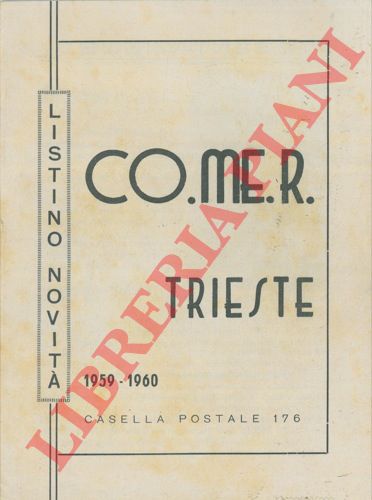 LISTINO NOVITÀ
CO.ME.R.
TRIESTE
1959 - 1960
CASELLA POSTALE 176
LIBRERIA PIANI